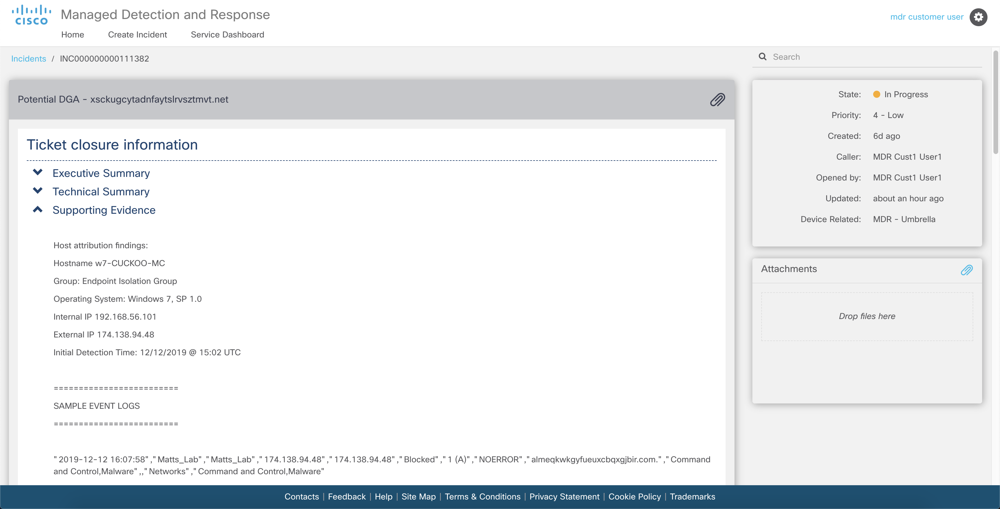 CISCO
Managed Detection and Response
mdr customer user
Home
Create Incident
Service Dashboard
Incidents / INC000000000111382
Search
Potential DGA - xsckugcytadnfaytslrvsztmvt.net
Ticket closure information
Executive Summary
Technical Summary
Supporting Evidence
Host attribution findings:
Hostname w7-CUCKOO-MC
Group: Endpoint Isolation Group
Operating System: Windows 7, SP 1.0
Internal IP 192.168.56.101
External IP 174.138.94.48
Initial Detection Time: 12/12/2019 @ 15:02 UTC
=========================
SAMPLE EVENT LOGS
=========================
"2019-12-12 16:07:58","Matts_Lab","Matts_Lab","174.138.94.48","174.138.94.48","Blocked","1 (A)","NOERROR","almeqkwkgyfueuxcbqxgjbir.com.","Command
and Control,Malware",,"Networks","Command and Control,Malware"
State: In Progress
Priority: 4 - Low
Created: 6d ago
Caller: MDR Cust1 User1
Opened by: MDR Cust1 User1
Updated: about an hour ago
Device Related: MDR - Umbrella
Attachments
Drop files here
Contacts | Feedback | Help | Site Map | Terms & Conditions | Privacy Statement | Cookie Policy | Trademarks